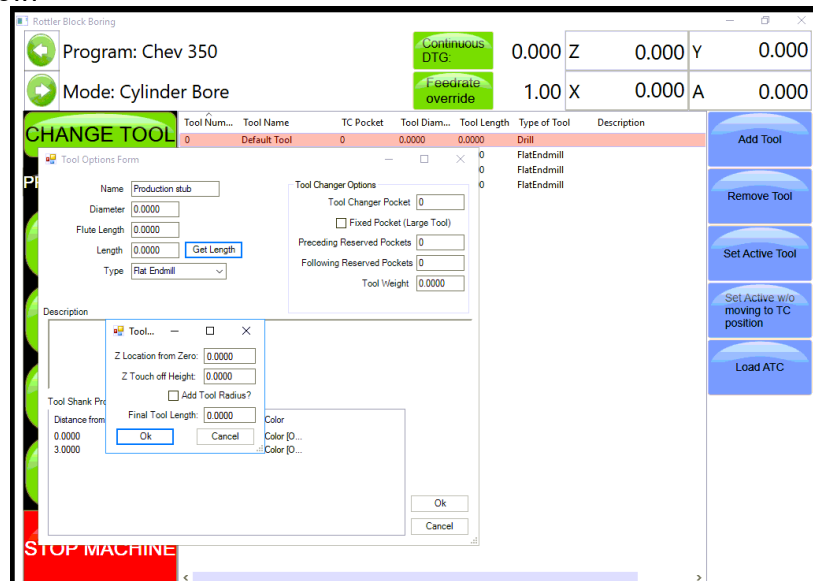 Rottler Block Boring
Program: Chev 350
Continuous DTG:
0.000 Z 0.000 Y 0.000
Mode: Cylinder Bore
Feedrate override
1.00 X 0.000 A 0.000
CHANGE TOOL
Tool Num... Tool Name TC Pocket Tool Diam... Tool Length Type of Tool Description
0 Default Tool 0 0.0000 0.0000 Drill
0 FlatEndmill
FlatEndmill
0 FlatEndmill
Add Tool
Remove Tool
Set Active Tool
Set Active w/o
moving to TC
position
Load ATC
Tool Options Form
Name Production stub
Diameter 0.0000
Flute Length 0.0000
Length 0.0000 Get Length
Type Flat Endmill
Tool Changer Options
Tool Changer Pocket 0
Fixed Pocket (Large Tool)
Preceding Reserved Pockets 0
Following Reserved Pockets 0
Tool Weight 0.0000
Description
Tool...
Z Location from Zero: 0.0000
Z Touch off Height: 0.0000
Add Tool Radius?
Final Tool Length: 0.0000
Ok Cancel
Tool Shank Pro
Distance from Color
0.0000 Color [O...
3.0000 Color [O...
Ok
Cancel
STOP MACHINE